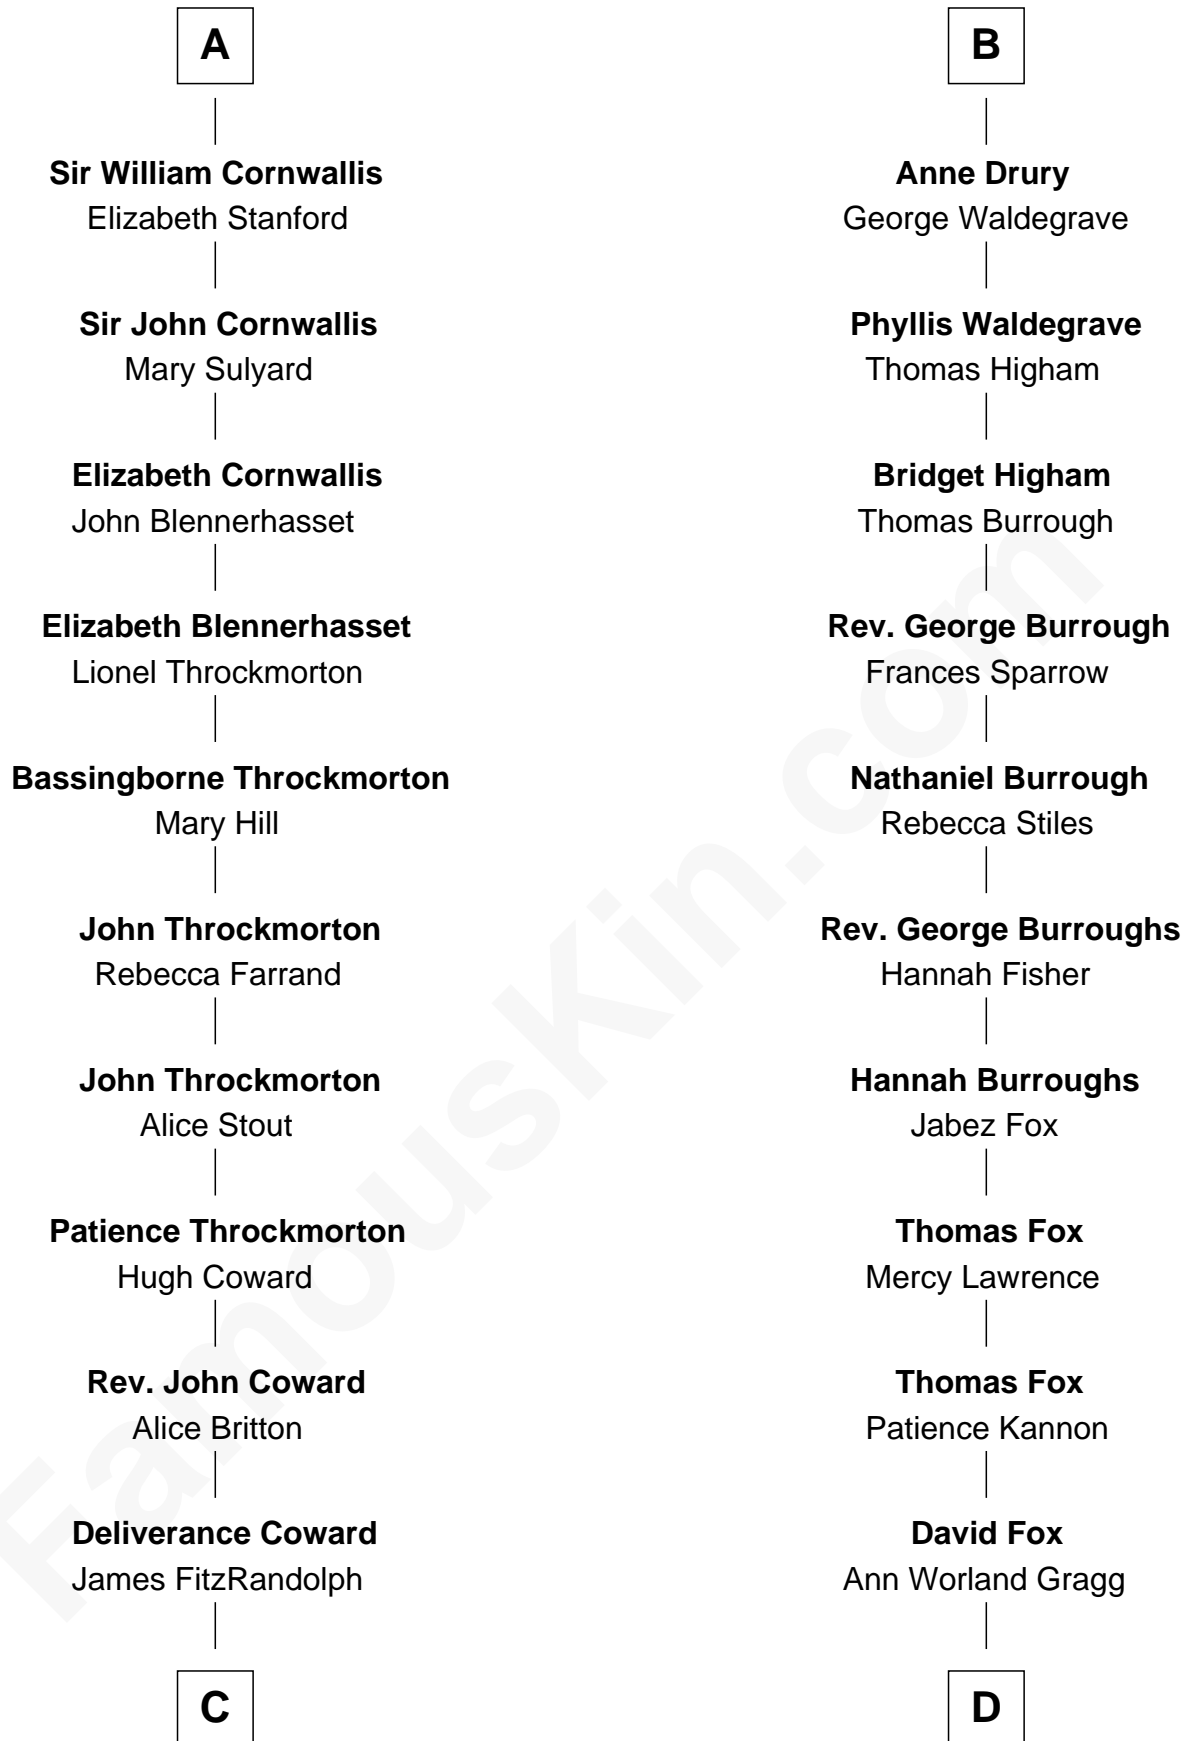 A
Sir William Cornwallis
Elizabeth Stanford
Sir John Cornwallis
Mary Sulyard
Elizabeth Cornwallis
John Blennerhasset
Elizabeth Blennerhasset
Lionel Throckmorton
Bassingborne Throckmorton
Mary Hill
John Throckmorton
Rebecca Farrand
John Throckmorton
Alice Stout
Patience Throckmorton
Hugh Coward
Rev. John Coward
Alice Britton
Deliverance Coward
James FitzRandolph
C
B
Anne Drury
George Waldegrave
Phyllis Waldegrave
Thomas Higham
Bridget Higham
Thomas Burrough
Rev. George Burrough
Frances Sparrow
Nathaniel Burrough
Rebecca Stiles
Rev. George Burroughs
Hannah Fisher
Hannah Burroughs
Jabez Fox
Thomas Fox
Mercy Lawrence
Thomas Fox
Patience Kannon
David Fox
Ann Worland Gragg
D
FamousKin.com